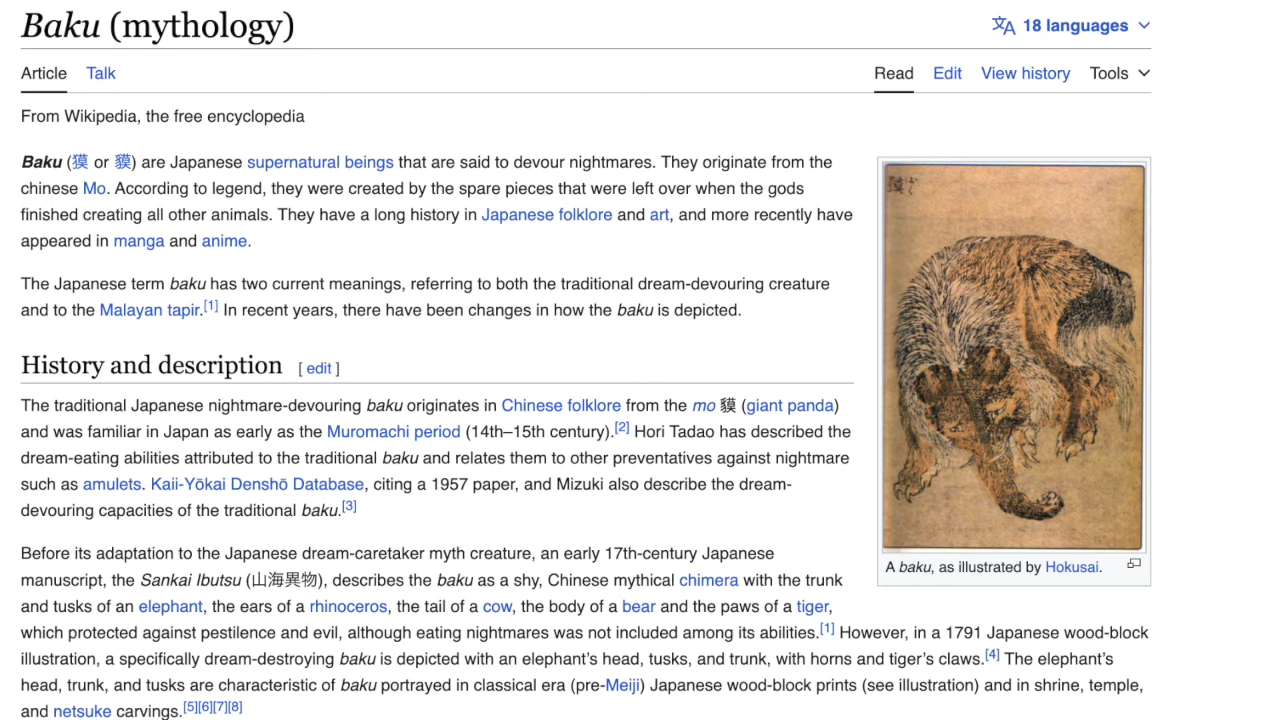 Baku (mythology)
18 languages
Article Talk
Read Edit View history Tools
From Wikipedia, the free encyclopedia
Baku (獏 or 貘) are Japanese supernatural beings that are said to devour nightmares. They originate from the
chinese Mo. According to legend, they were created by the spare pieces that were left over when the gods
finished creating all other animals. They have a long history in Japanese folklore and art, and more recently have
appeared in manga and anime.
The Japanese term baku has two current meanings, referring to both the traditional dream-devouring creature
and to the Malayan tapir.[1] In recent years, there have been changes in how the baku is depicted.
History and description [ edit ]
The traditional Japanese nightmare-devouring baku originates in Chinese folklore from the mo 貘 (giant panda)
and was familiar in Japan as early as the Muromachi period (14th–15th century).[2] Hori Tadao has described the
dream-eating abilities attributed to the traditional baku and relates them to other preventatives against nightmare
such as amulets. Kaii-Yōkai Denshō Database, citing a 1957 paper, and Mizuki also describe the dream-
devouring capacities of the traditional baku.[3]
Before its adaptation to the Japanese dream-caretaker myth creature, an early 17th-century Japanese
manuscript, the Sankai Ibutsu (山海異物), describes the baku as a shy, Chinese mythical chimera with the trunk
and tusks of an elephant, the ears of a rhinoceros, the tail of a cow, the body of a bear and the paws of a tiger,
which protected against pestilence and evil, although eating nightmares was not included among its abilities.[1] However, in a 1791 Japanese wood-block
illustration, a specifically dream-destroying baku is depicted with an elephant’s head, tusks, and trunk, with horns and tiger’s claws.[4] The elephant’s
head, trunk, and tusks are characteristic of baku portrayed in classical era (pre-Meiji) Japanese wood-block prints (see illustration) and in shrine, temple,
and netsuke carvings.[5][6][7][8]
A baku, as illustrated by Hokusai.